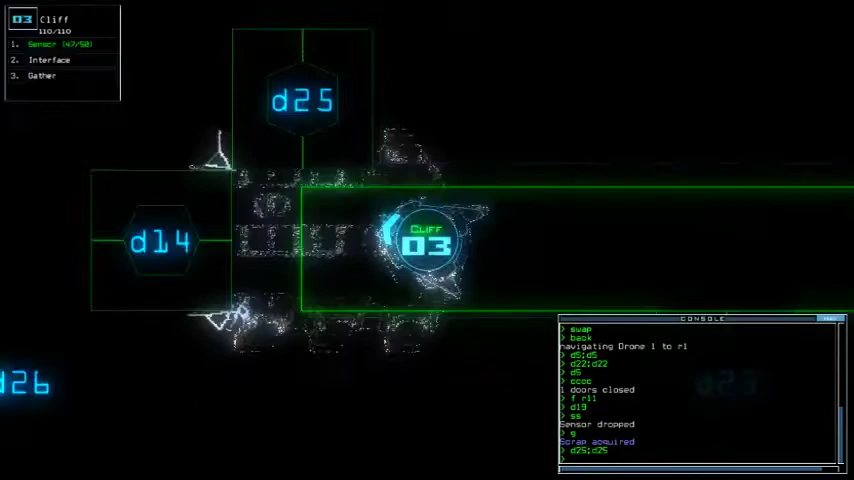 03 Cliff
110/110
1. Sensor (47/50)
2. Interface
3. Gather
d25
d14
Cliff
03
d26
d23
CONSOLE
> swap
> back
navigating Drone 1 to r1
> d5;d5
> d22;d22
> d5
> cccc
1 doors closed
> f r11
> d19
> ss
Sensor dropped
> g
Scrap acquired
> d25;d25
>